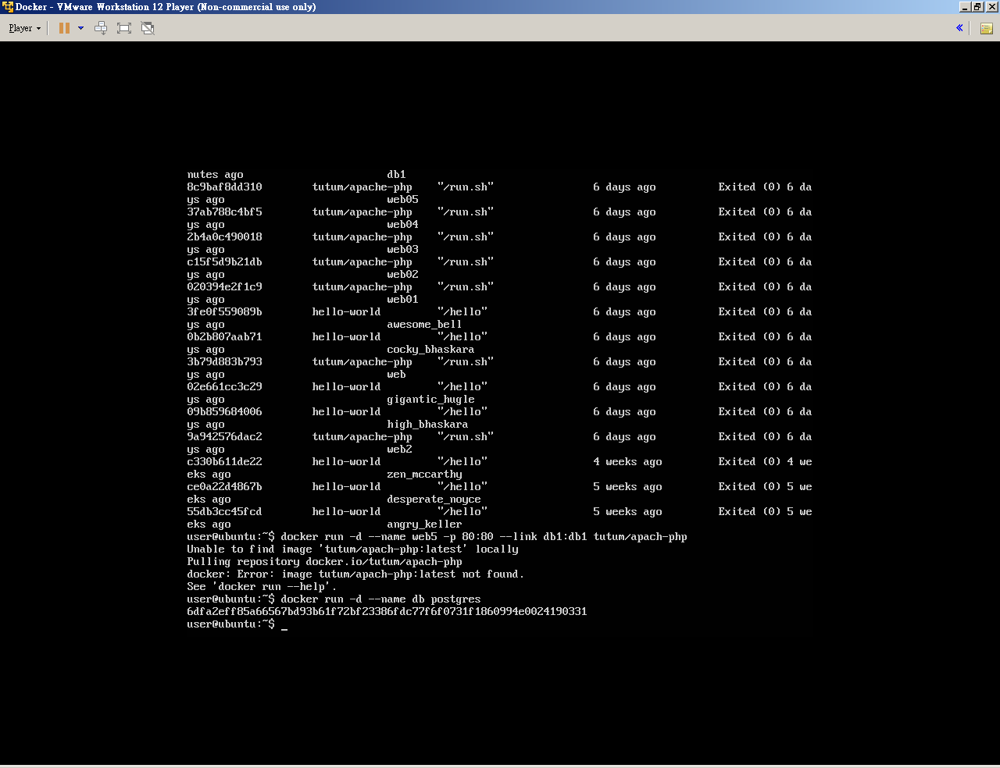 Docker - VMware Workstation 12 Player (Non-commercial use only)
Player
nutes ago db1
8c9baf8dd310 tutum/apache-php "/run.sh" 6 days ago Exited (0) 6 da
ys ago web05
37ab788c4bf5 tutum/apache-php "/run.sh" 6 days ago Exited (0) 6 da
ys ago web04
2b4a0c490018 tutum/apache-php "/run.sh" 6 days ago Exited (0) 6 da
ys ago web03
c15f5d9b21db tutum/apache-php "/run.sh" 6 days ago Exited (0) 6 da
ys ago web02
020394e2f1c9 tutum/apache-php "/run.sh" 6 days ago Exited (0) 6 da
ys ago web01
3fe0f559089b hello-world "/hello" 6 days ago Exited (0) 6 da
ys ago awesome_bell
0b2b807aab71 hello-world "/hello" 6 days ago Exited (0) 6 da
ys ago cocky_bhaskara
3b79d883b793 tutum/apache-php "/run.sh" 6 days ago Exited (0) 6 da
ys ago web
02e661cc3c29 hello-world "/hello" 6 days ago Exited (0) 6 da
ys ago gigantic_hugle
09b859684006 hello-world "/hello" 6 days ago Exited (0) 6 da
ys ago high_bhaskara
9a942576dac2 tutum/apache-php "/run.sh" 6 days ago Exited (0) 6 da
ys ago web2
c330b611de22 hello-world "/hello" 4 weeks ago Exited (0) 4 we
eks ago zen_mccarthy
ce0a22d4867b hello-world "/hello" 5 weeks ago Exited (0) 5 we
eks ago desperate_noyce
55db3cc45fcd hello-world "/hello" 5 weeks ago Exited (0) 5 we
eks ago angry_keller
user@ubuntu:~$ docker run -d --name web5 -p 80:80 --link db1:db1 tutum/apach-php
Unable to find image 'tutum/apach-php:latest' locally
Pulling repository docker.io/tutum/apach-php
docker: Error: image tutum/apach-php:latest not found.
See 'docker run --help'.
user@ubuntu:~$ docker run -d --name db postgres
6dfa2eff85a66567bd93b61f72bf23386fdc77f6f0731f1860994e0024190331
user@ubuntu:~$ _